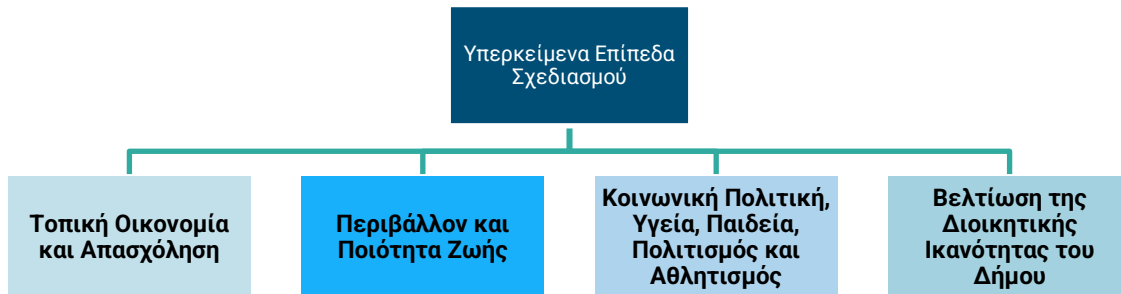 Υπερκείμενα Επίπεδα
Σχεδιασμού
Τοπική Οικονομία
και Απασχόληση
Περιβάλλον και
Ποιότητα Ζωής
Κοινωνική Πολιτική,
Υγεία, Παιδεία,
Πολιτισμός και
Αθλητισμός
Βελτίωση της
Διοικητικής
Ικανότητας του
Δήμου